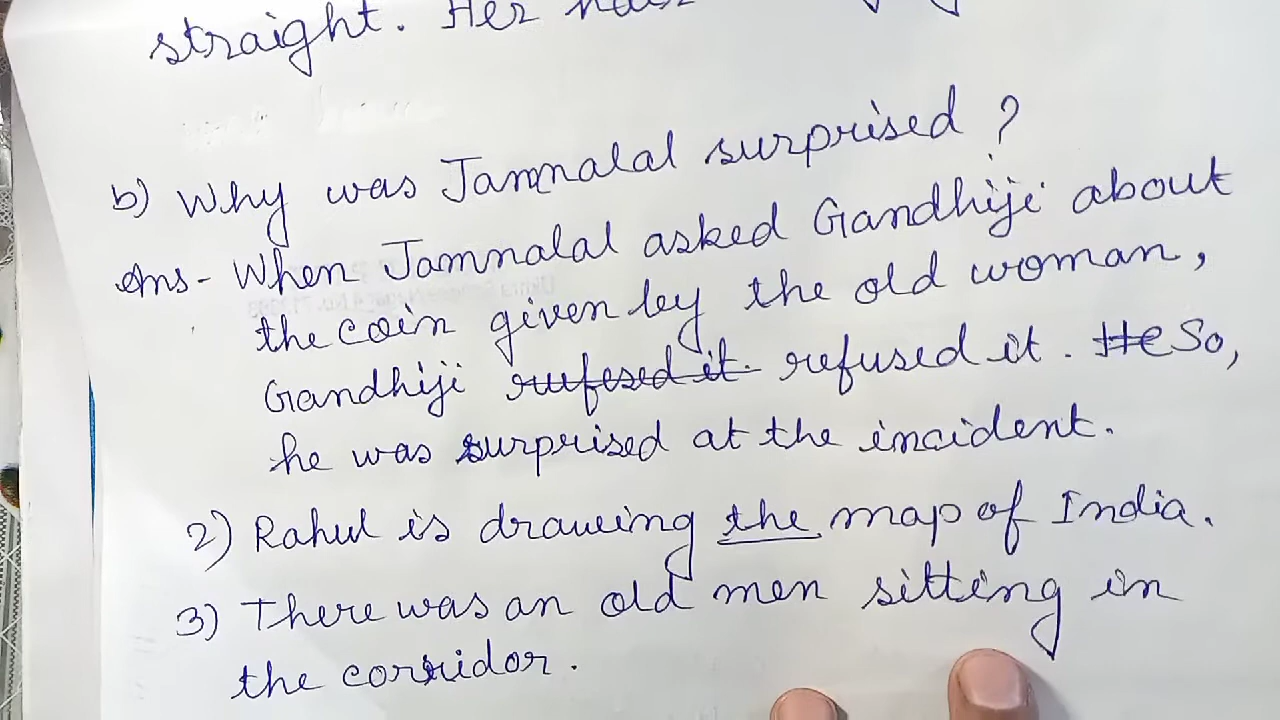 straight. Her
b) Why was Jamnalal surprised ?
Ans - When Jamnalal asked Gandhiji about
the coin given by the old woman,
Gandhiji rufesed it. refused it. He So,
he was surprised at the incident.
2) Rahul is drawing the map of India.
3) There was an old men sitting in
the corridor.